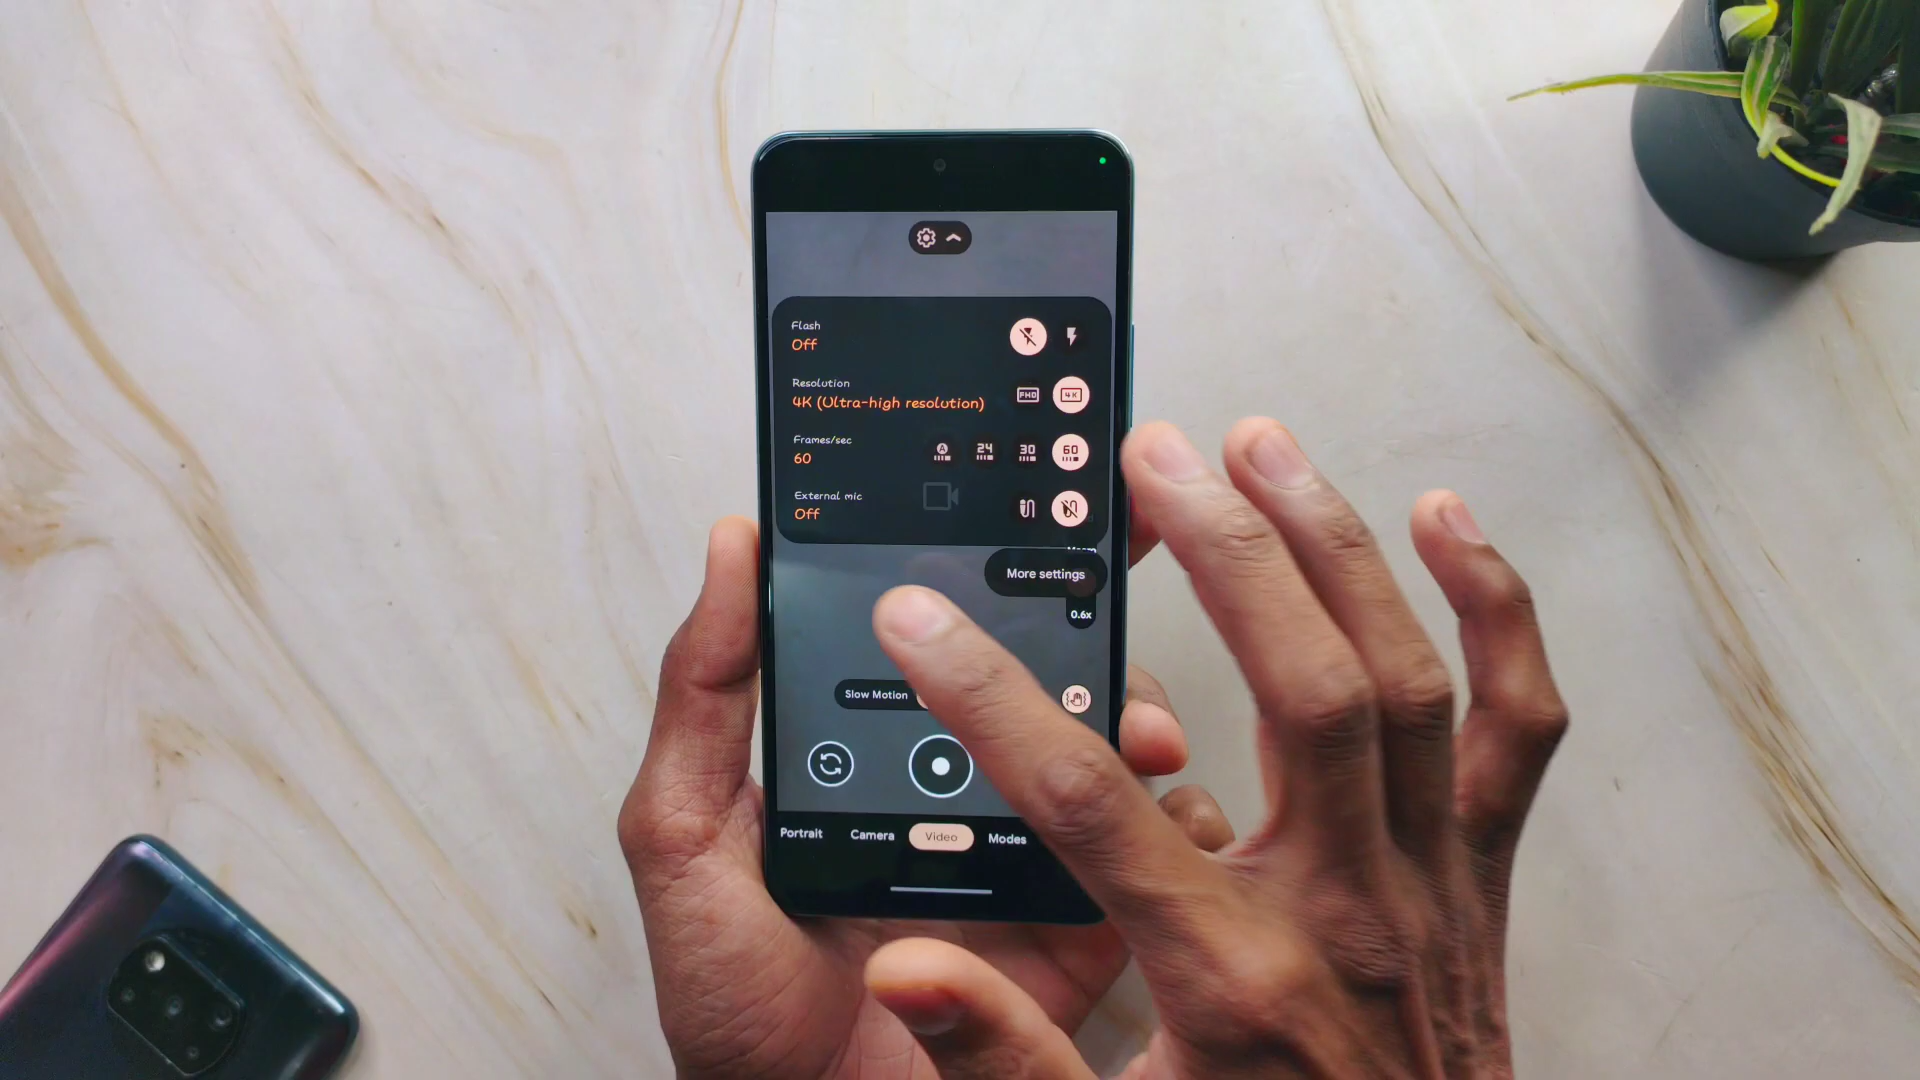 Flash
Off
Resolution
4K (Ultra-high resolution)
FHD
4K
Frames/sec
60
A
24
30
60
External mic
Off
More settings
0.6x
Slow Motion
Portrait
Camera
Video
Modes